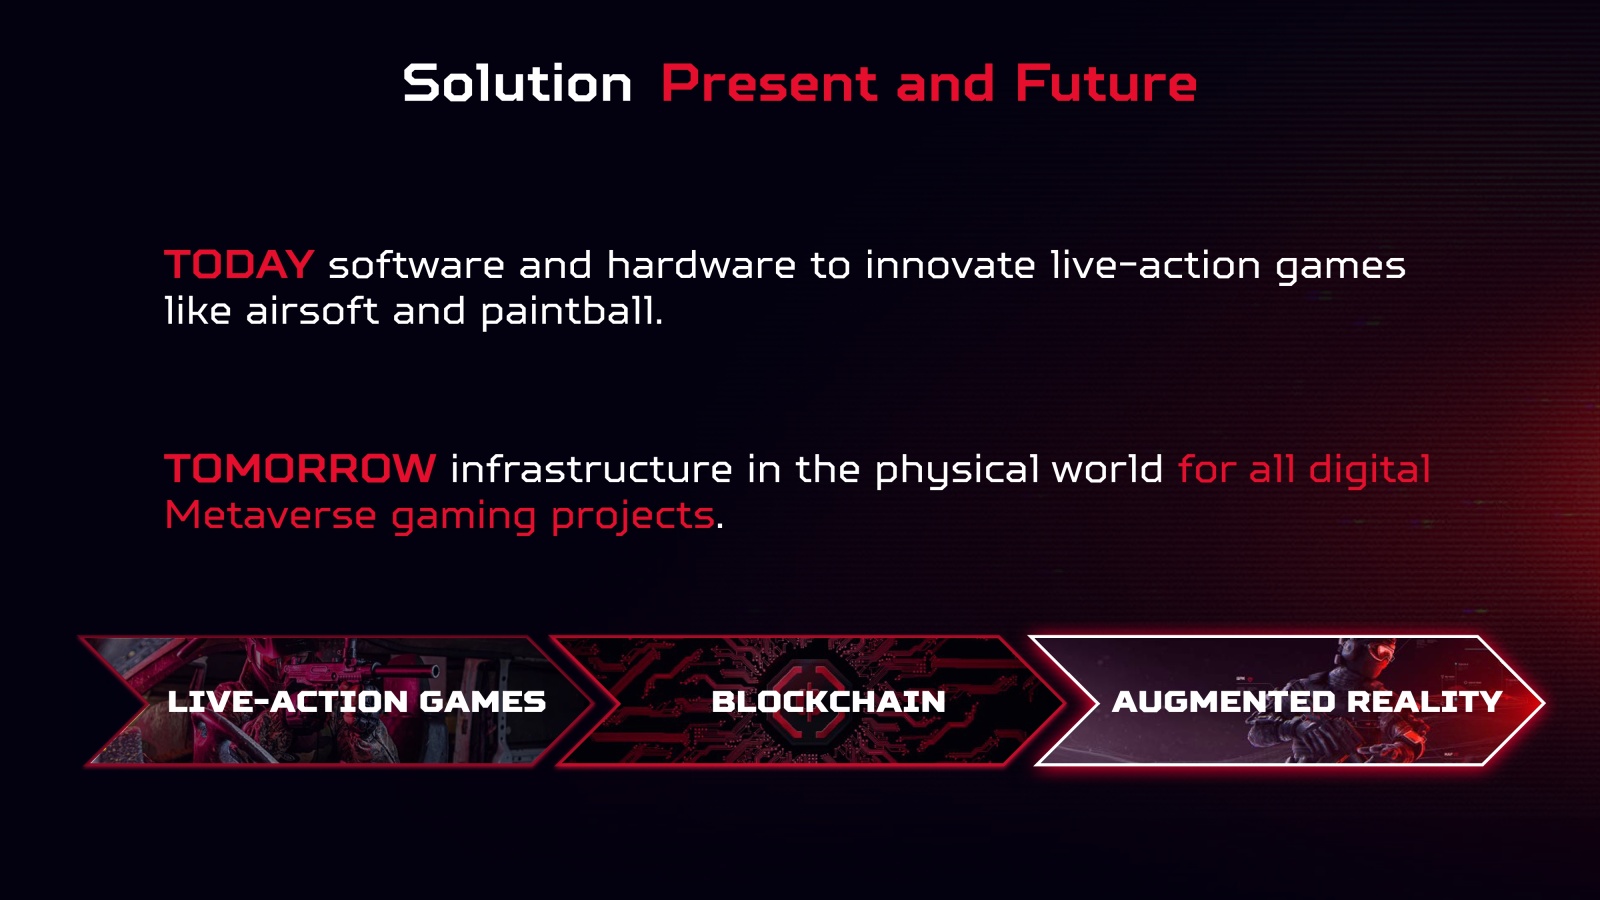 Solution Present and Future
TODAY software and hardware to innovate live-action games
like airsoft and paintball.
TOMORROW infrastructure in the physical world for all digital
Metaverse gaming projects.
LIVE-ACTION GAMES
BLOCKCHAIN
AUGMENTED REALITY